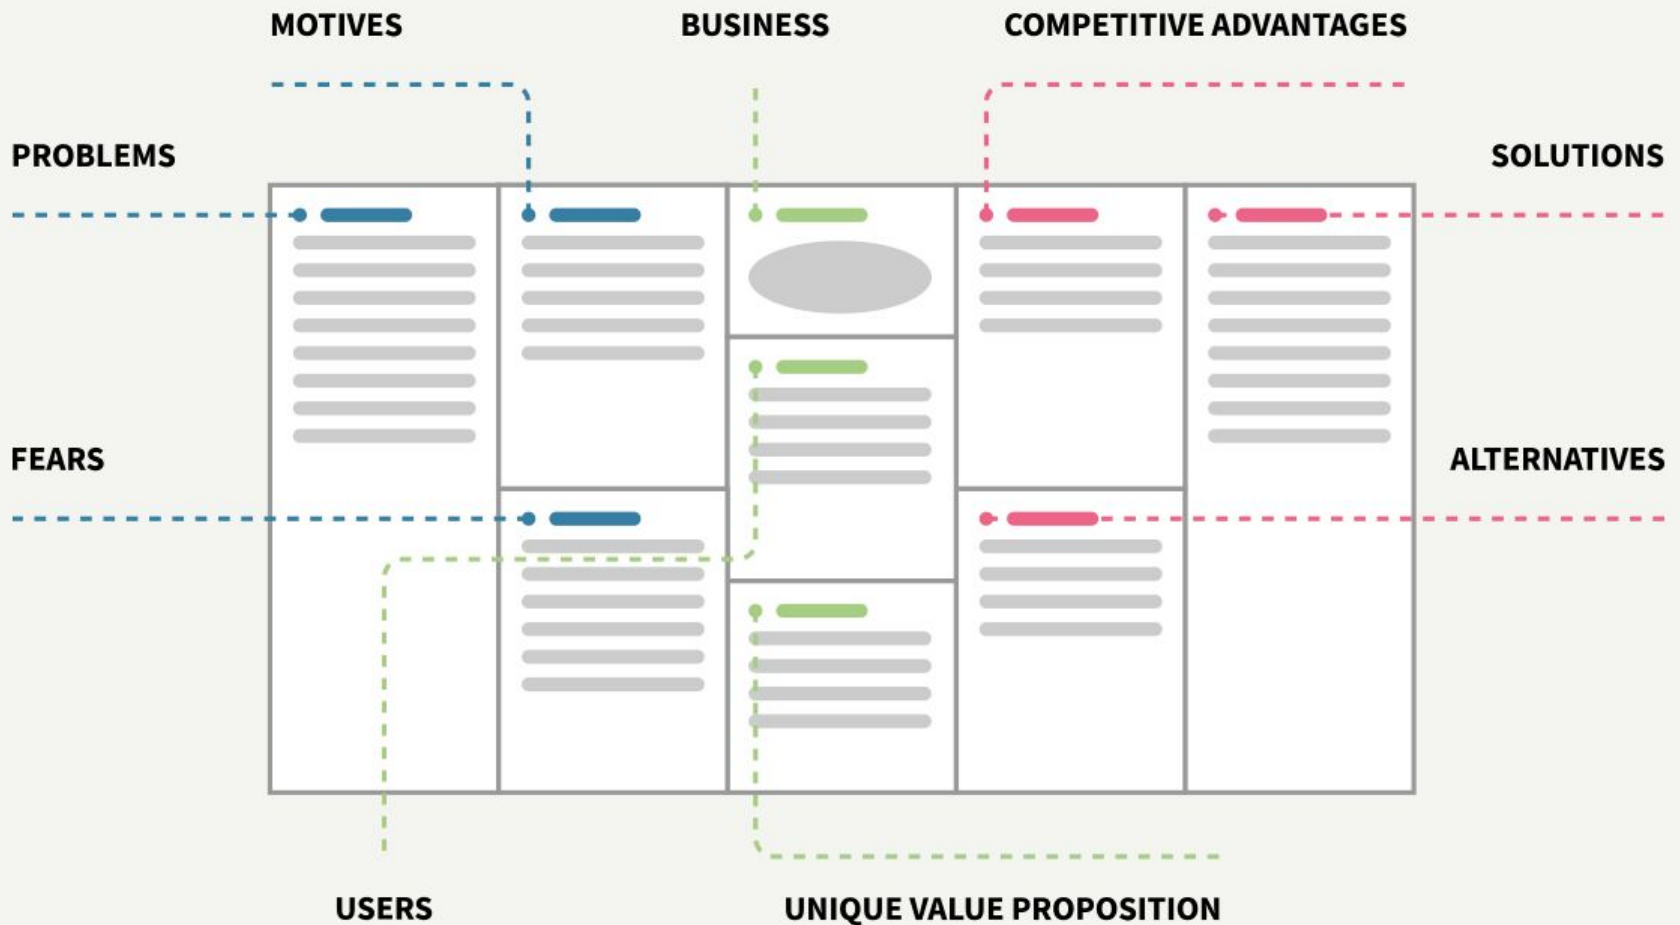 MOTIVES
BUSINESS
COMPETITIVE ADVANTAGES
PROBLEMS
SOLUTIONS
FEARS
ALTERNATIVES
USERS
UNIQUE VALUE PROPOSITION